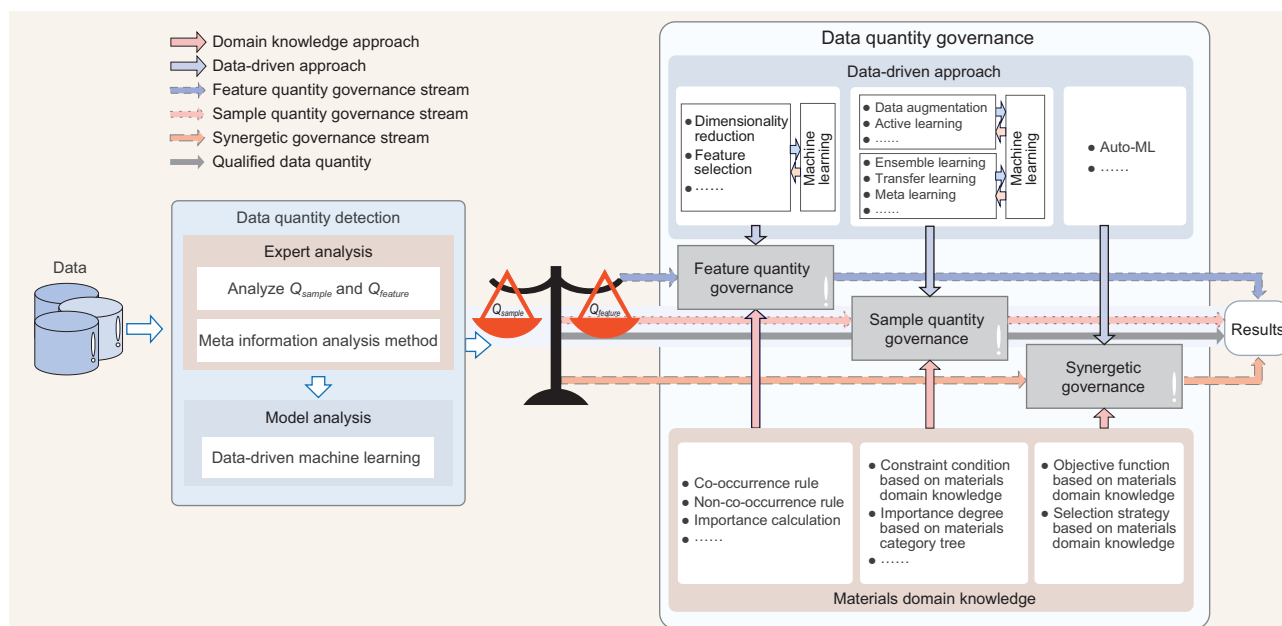 Domain knowledge approach
Data-driven approach
Feature quantity governance stream
Sample quantity governance stream
Synergetic governance stream
Qualified data quantity
Data
Data quantity detection
Expert analysis
Analyze Qsample and Qfeature
Meta information analysis method
Model analysis
Data-driven machine learning
Qsample
Qfeature
Data quantity governance
Data-driven approach
● Dimensionality
reduction
● Feature
selection
● ······
Machine
learning
● Data augmentation
● Active learning
● ······
● Ensemble learning
● Transfer learning
● Meta learning
● ······
Machine
learning
● Auto-ML
● ······
Feature quantity
governance
!
Sample quantity
governance
!
Synergetic
governance
!
Results
● Co-occurrence rule
● Non-co-occurrence rule
● Importance calculation
● ······
● Constraint condition
based on materials
domain knowledge
● Importance degree
based on materials
category tree
● ······
● Objective function
based on materials
domain knowledge
● Selection strategy
based on materials
domain knowledge
Materials domain knowledge